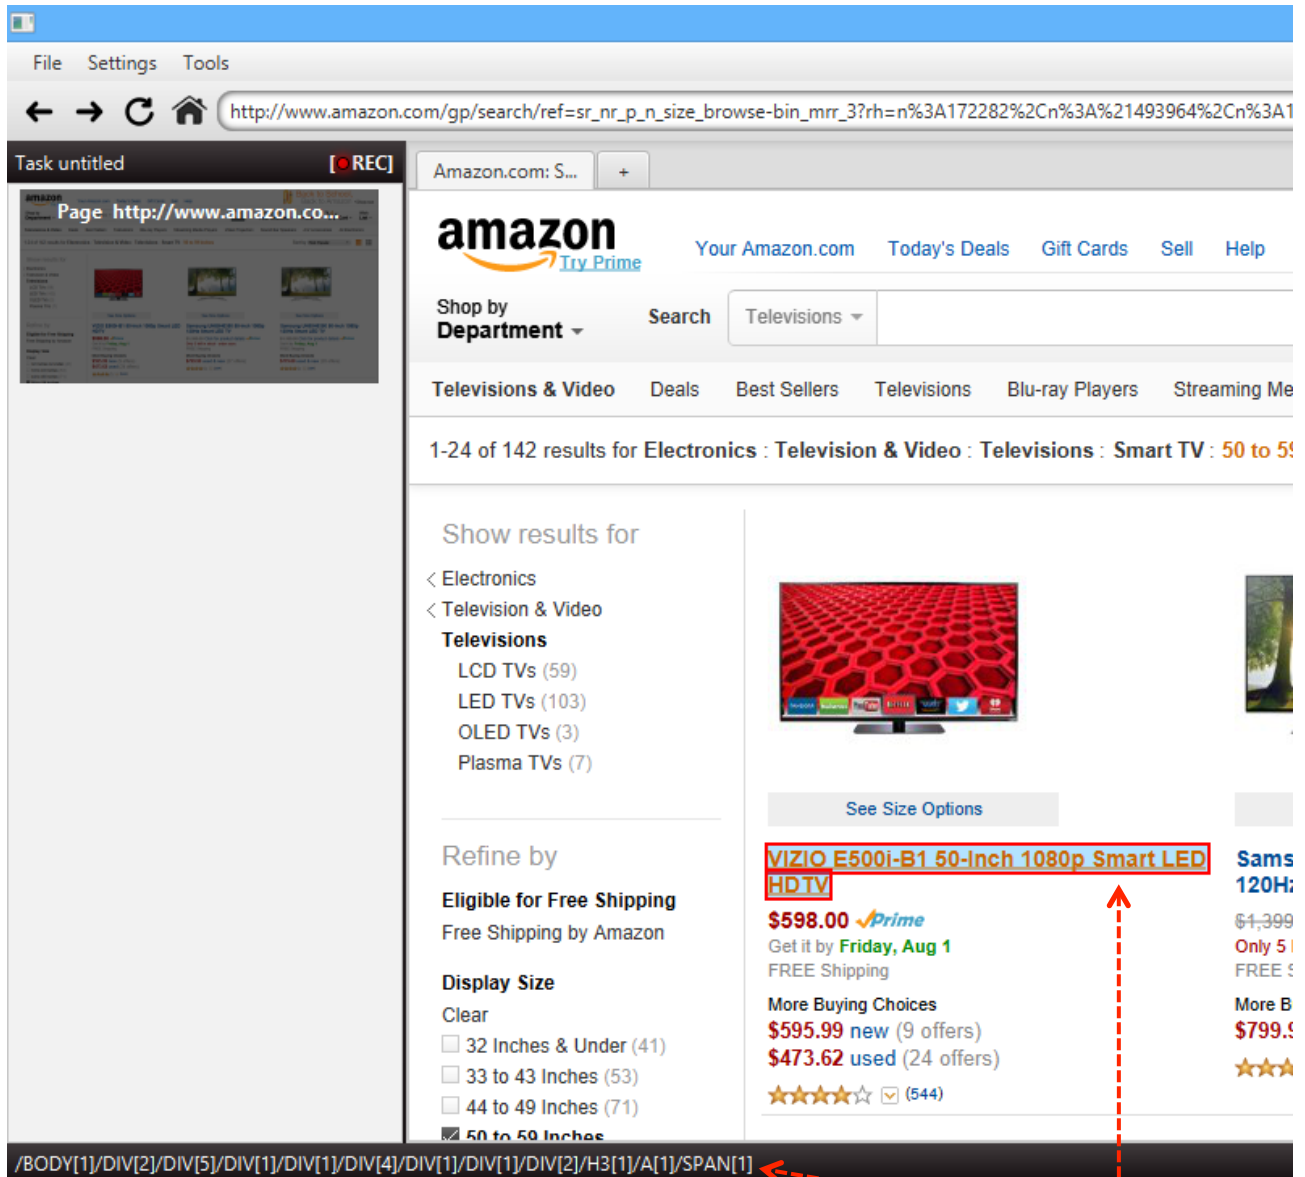 File Settings Tools
http://www.amazon.com/gp/search/ref=sr_nr_p_n_size_browse-bin_mrr_3?rh=n%3A172282%2Cn%3A%21493964%2Cn%3A1
Task untitled [REC]
Amazon.com: S... +
Page http://www.amazon.co...
amazon
Try Prime
Your Amazon.com Today's Deals Gift Cards Sell Help
Shop by
Department
Search Televisions
Televisions & Video Deals Best Sellers Televisions Blu-ray Players Streaming Me
1-24 of 142 results for Electronics : Television & Video : Televisions : Smart TV : 50 to 59
Show results for
Electronics
Television & Video
Televisions
LCD TVs (59)
LED TVs (103)
OLED TVs (3)
Plasma TVs (7)
Refine by
Eligible for Free Shipping
Free Shipping by Amazon
Display Size
Clear
32 Inches & Under (41)
33 to 43 Inches (53)
44 to 49 Inches (71)
50 to 59 Inches
See Size Options
VIZIO E500i-B1 50-Inch 1080p Smart LED
HDTV
$598.00 Prime
Get it by Friday, Aug 1
FREE Shipping
More Buying Choices
$595.99 new (9 offers)
$473.62 used (24 offers)
(544)
Sams
120Hz
$1,399
Only 5
FREE S
More B
$799.9
/BODY[1]/DIV[2]/DIV[5]/DIV[1]/DIV[1]/DIV[4]/DIV[1]/DIV[1]/DIV[2]/H3[1]/A[1]/SPAN[1]